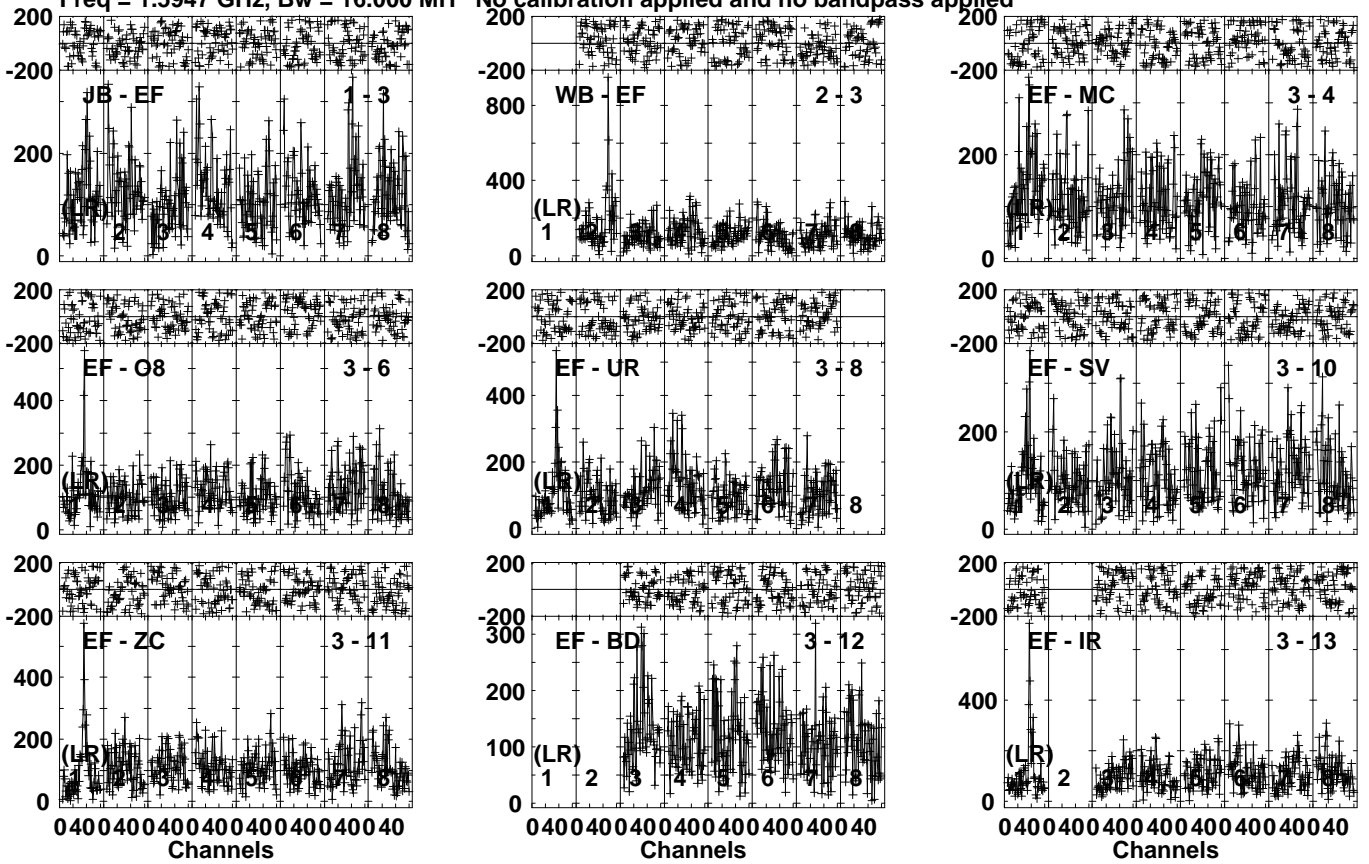 Freq = 1.5947 GHz, Bw = 16.000 MH No calibration applied and no bandpass applied
200 200 200
-200 -200 -200
JB - EF 1 - 3 WB - EF 2 - 3 EF - MC 3 - 4
800
200 400 200
(LR) (LR) (LR)
1 2 3 4 5 6 7 8 1 2 3 4 5 6 7 8 1 2 3 4 5 6 7 8
0 0 0
200 200 200
-200 -200 -200
EF - O8 3 - 6 EF - UR 3 - 8 EF - SV 3 - 10
400 400
200 200 200
(LR) (LR) (LR)
1 2 3 4 5 6 7 8 1 2 3 4 5 6 7 8 1 2 3 4 5 6 7 8
0 0 0
200 200 200
-200 -200 -200
EF - ZC 3 - 11 EF - BD 3 - 12 EF - IR 3 - 13
300
400 200 400
200 100
(LR) (LR) (LR)
1 2 3 4 5 6 7 8 1 2 3 4 5 6 7 8 1 2 3 4 5 6 7 8
0 0 0
0 40 0 40 0 40 0 40 0 40 0 40 0 40 0 40 0 40 0 40 0 40 0 40 0 40 0 40 0 40 0 40 0 40 0 40 0 40 0 40 0 40 0 40 0 40 0 40
Channels Channels Channels